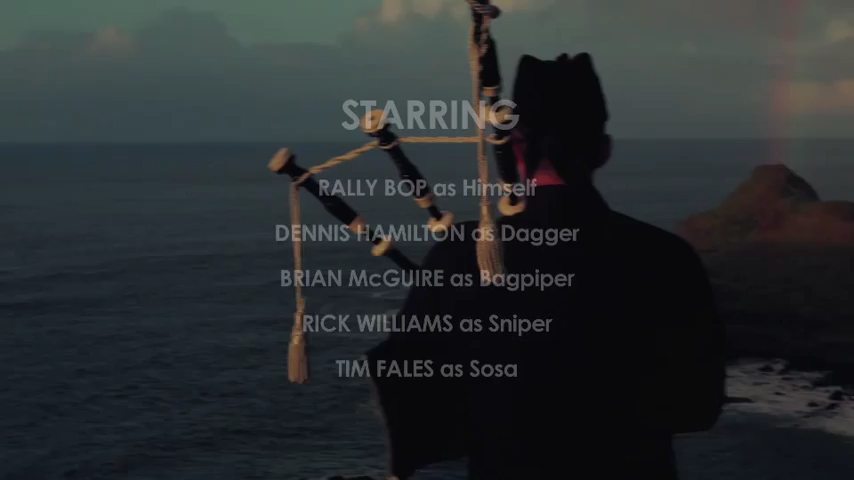 STARRING
RALLY BOP as Himself
DENNIS HAMILTON as Dagger
BRIAN McGUIRE as Bagpiper
RICK WILLIAMS as Sniper
TIM FALES as Sosa